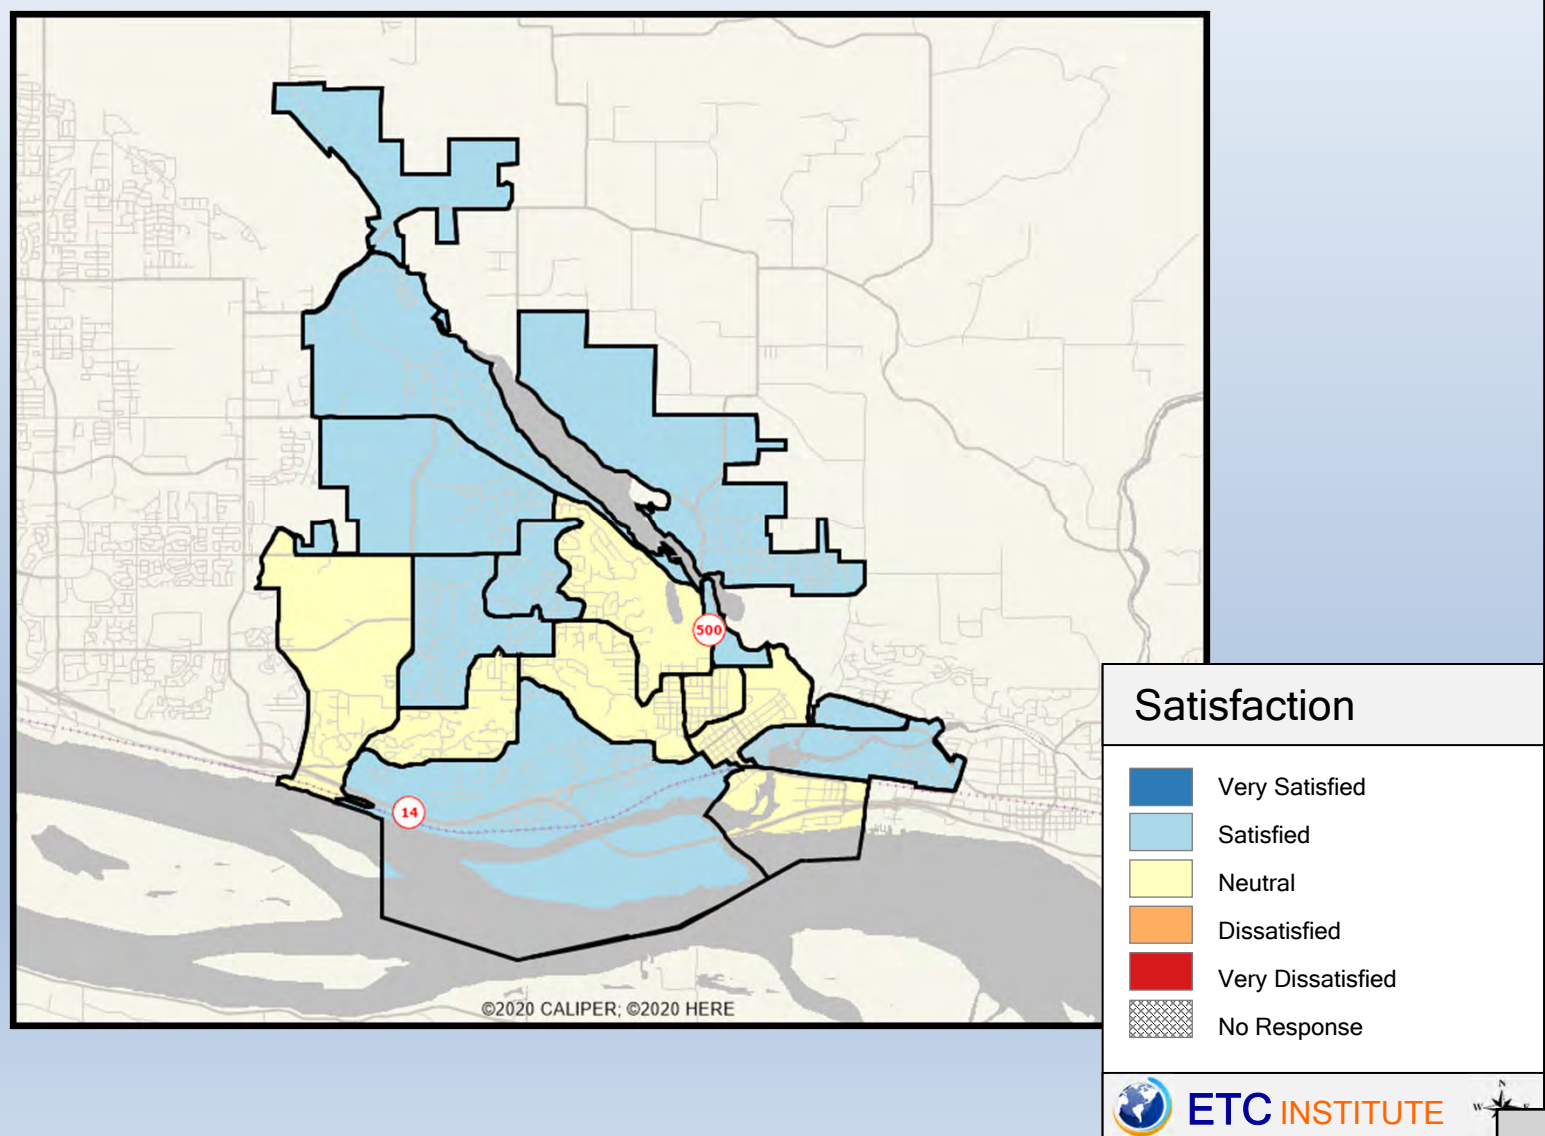 500
14
©2020 CALIPER; ©2020 HERE
Satisfaction
Very Satisfied
Satisfied
Neutral
Dissatisfied
Very Dissatisfied
No Response
ETC INSTITUTE
N
W E